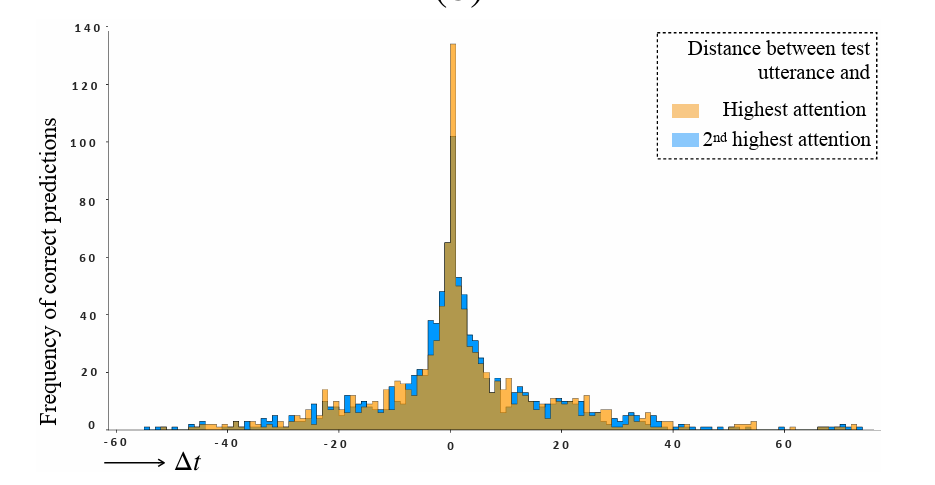 140
120
100
80
60
40
20
0
Frequency of correct predictions
Distance between test
utterance and
Highest attention
2nd highest attention
-60 -40 -20 0 20 40 60
Δt